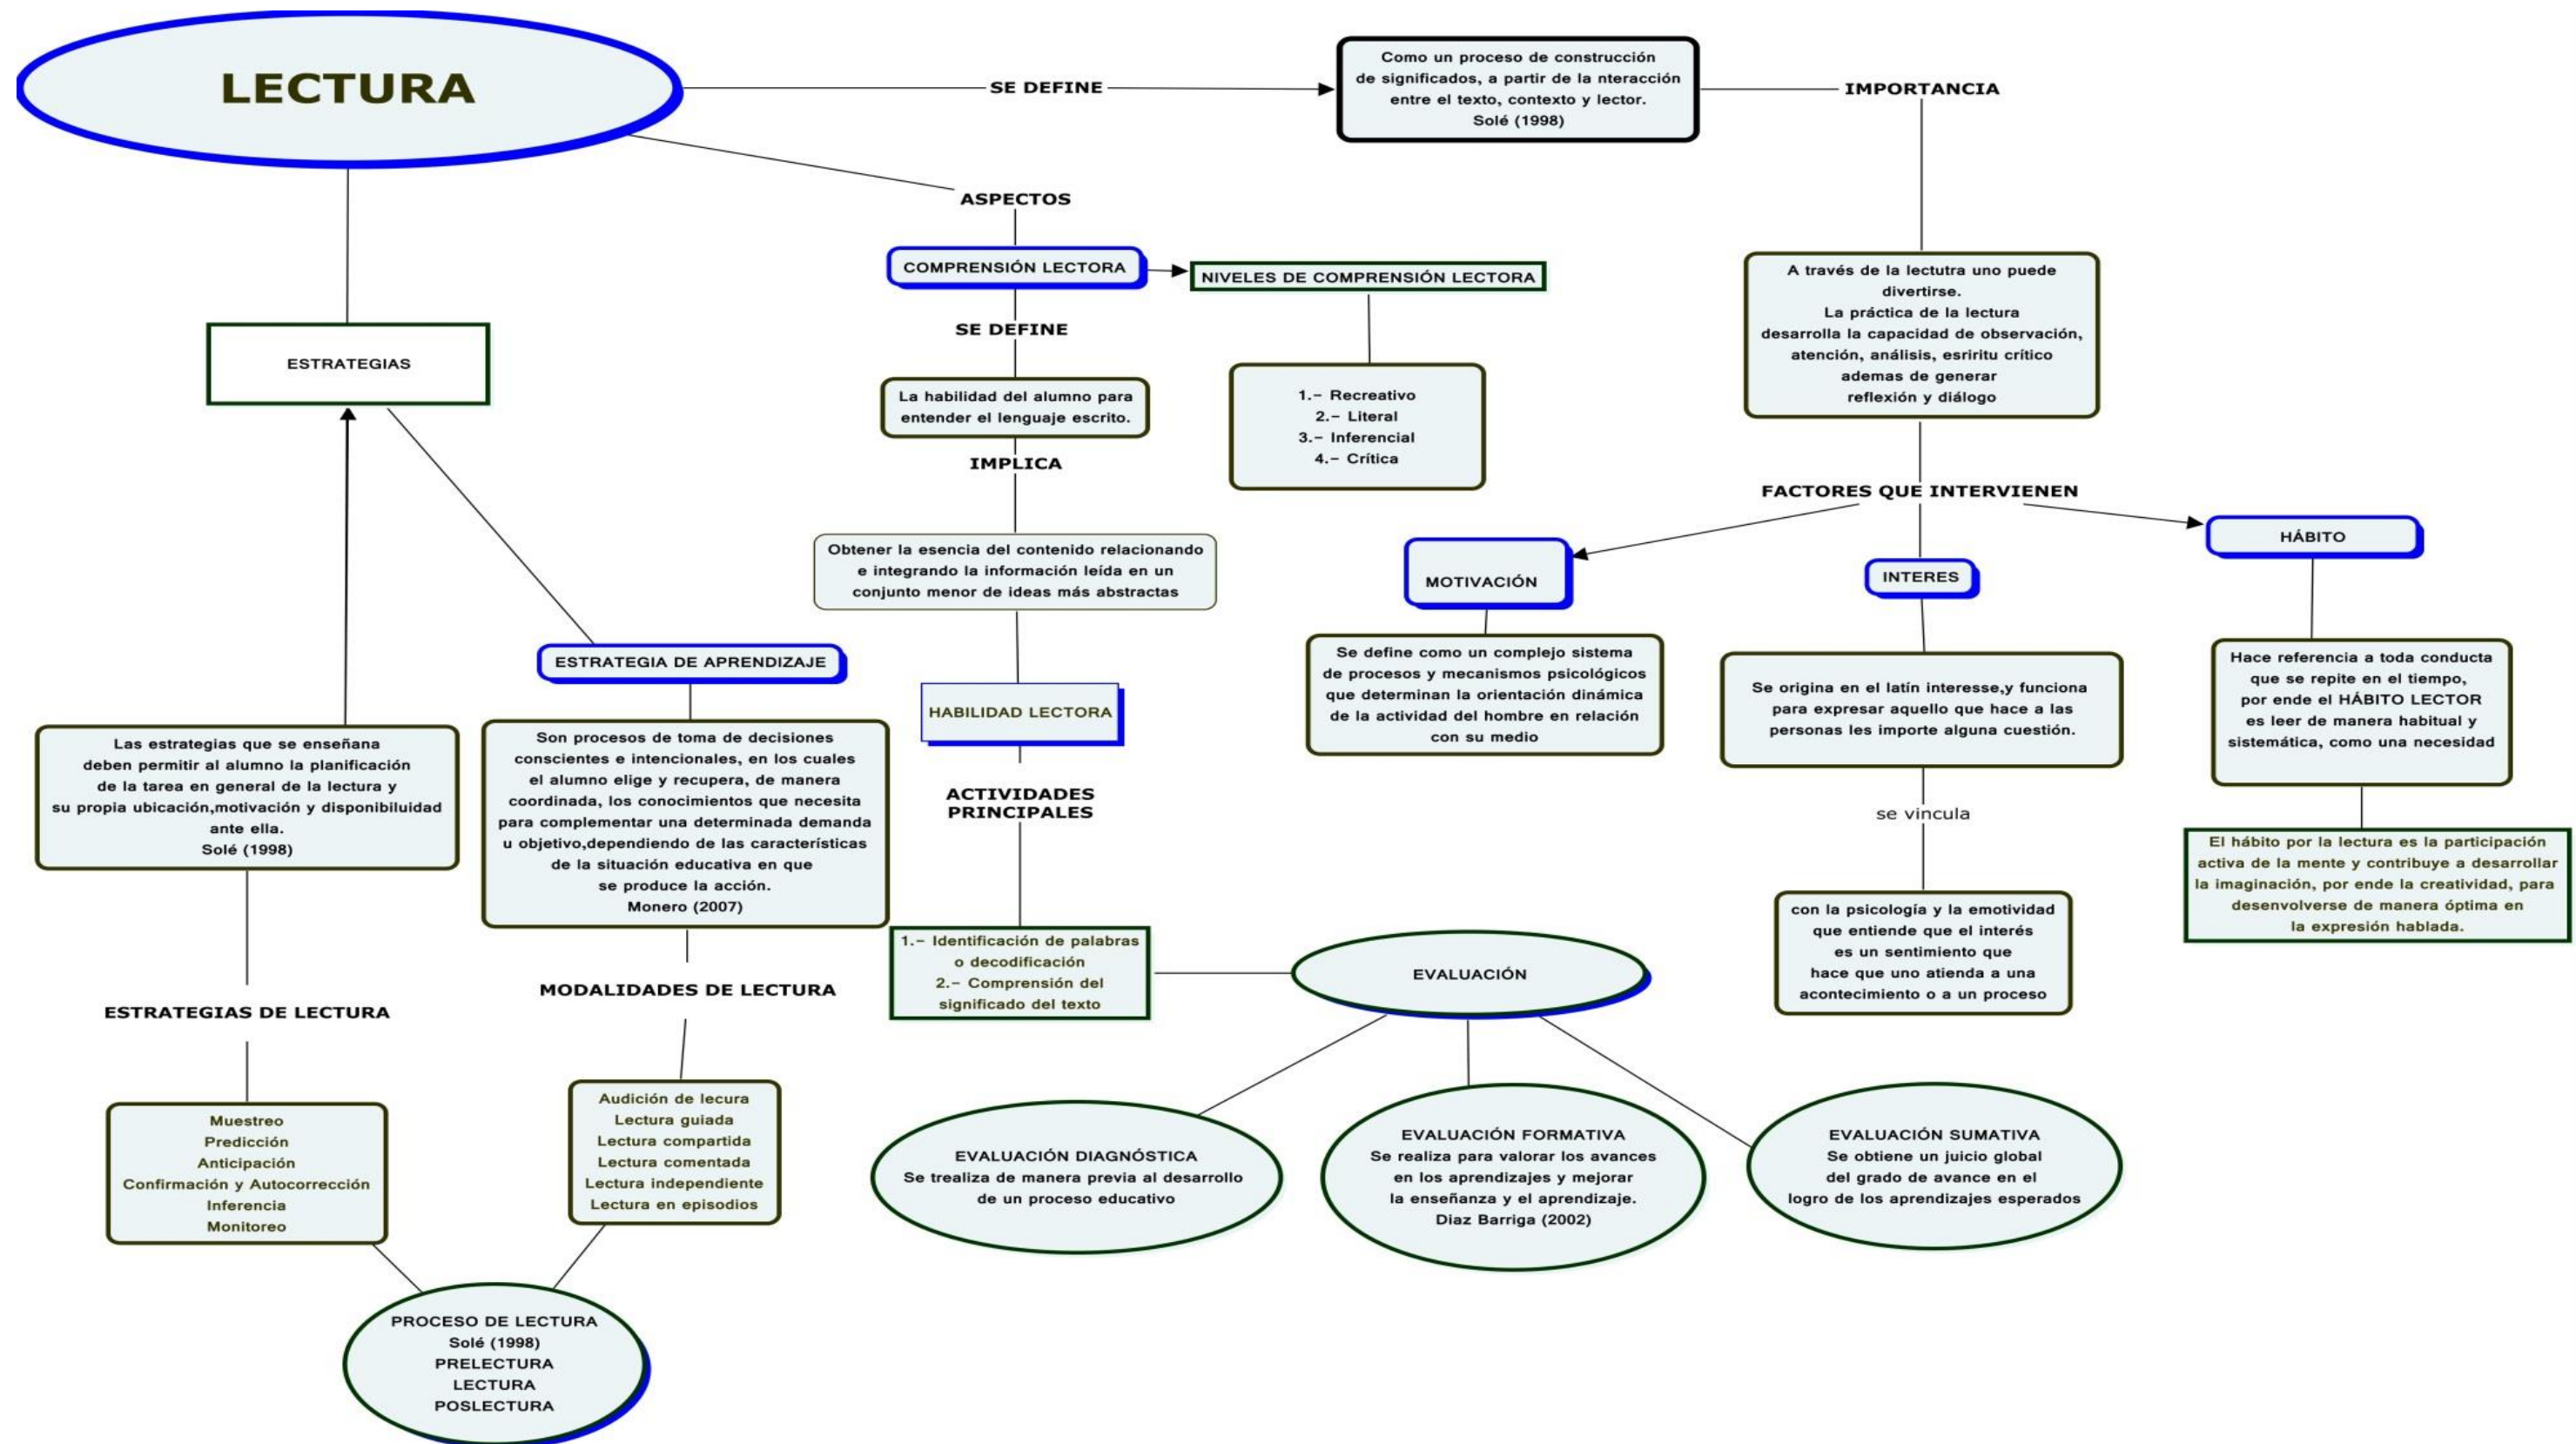 LECTURA
SE DEFINE
Como un proceso de construcción
de significados, a partir de la nteracción
entre el texto, contexto y lector.
Solé (1998)
IMPORTANCIA
A través de la lectutra uno puede
divertirse.
La práctica de la lectura
desarrolla la capacidad de observación,
atención, análisis, esriritu crítico
ademas de generar
reflexión y diálogo
FACTORES QUE INTERVIENEN
MOTIVACIÓN
Se define como un complejo sistema
de procesos y mecanismos psicológicos
que determinan la orientación dinámica
de la actividad del hombre en relación
con su medio
INTERES
Se origina en el latín interesse,y funciona
para expresar aquello que hace a las
personas les importe alguna cuestión.
se vincula
con la psicología y la emotividad
que entiende que el interés
es un sentimiento que
hace que uno atienda a una
acontecimiento o a un proceso
HÁBITO
Hace referencia a toda conducta
que se repite en el tiempo,
por ende el HÁBITO LECTOR
es leer de manera habitual y
sistemática, como una necesidad
El hábito por la lectura es la participación
activa de la mente y contribuye a desarrollar
la imaginación, por ende la creatividad, para
desenvolverse de manera óptima en
la expresión hablada.
ASPECTOS
COMPRENSIÓN LECTORA
NIVELES DE COMPRENSIÓN LECTORA
1.- Recreativo
2.- Literal
3.- Inferencial
4.- Crítica
SE DEFINE
La habilidad del alumno para
entender el lenguaje escrito.
IMPLICA
Obtener la esencia del contenido relacionando
e integrando la información leída en un
conjunto menor de ideas más abstractas
HABILIDAD LECTORA
ACTIVIDADES
PRINCIPALES
1.- Identificación de palabras
o decodificación
2.- Comprensión del
significado del texto
EVALUACIÓN
EVALUACIÓN DIAGNÓSTICA
Se trealiza de manera previa al desarrollo
de un proceso educativo
EVALUACIÓN FORMATIVA
Se realiza para valorar los avances
en los aprendizajes y mejorar
la enseñanza y el aprendizaje.
Diaz Barriga (2002)
EVALUACIÓN SUMATIVA
Se obtiene un juicio global
del grado de avance en el
logro de los aprendizajes esperados
ESTRATEGIAS
Las estrategias que se enseñana
deben permitir al alumno la planificación
de la tarea en general de la lectura y
su propia ubicación,motivación y disponibiluidad
ante ella.
Solé (1998)
ESTRATEGIAS DE LECTURA
Muestreo
Predicción
Anticipación
Confirmación y Autocorrección
Inferencia
Monitoreo
ESTRATEGIA DE APRENDIZAJE
Son procesos de toma de decisiones
conscientes e intencionales, en los cuales
el alumno elige y recupera, de manera
coordinada, los conocimientos que necesita
para complementar una determinada demanda
u objetivo,dependiendo de las características
de la situación educativa en que
se produce la acción.
Monero (2007)
MODALIDADES DE LECTURA
Audición de lecura
Lectura guiada
Lectura compartida
Lectura comentada
Lectura independiente
Lectura en episodios
PROCESO DE LECTURA
Solé (1998)
PRELECTURA
LECTURA
POSLECTURA